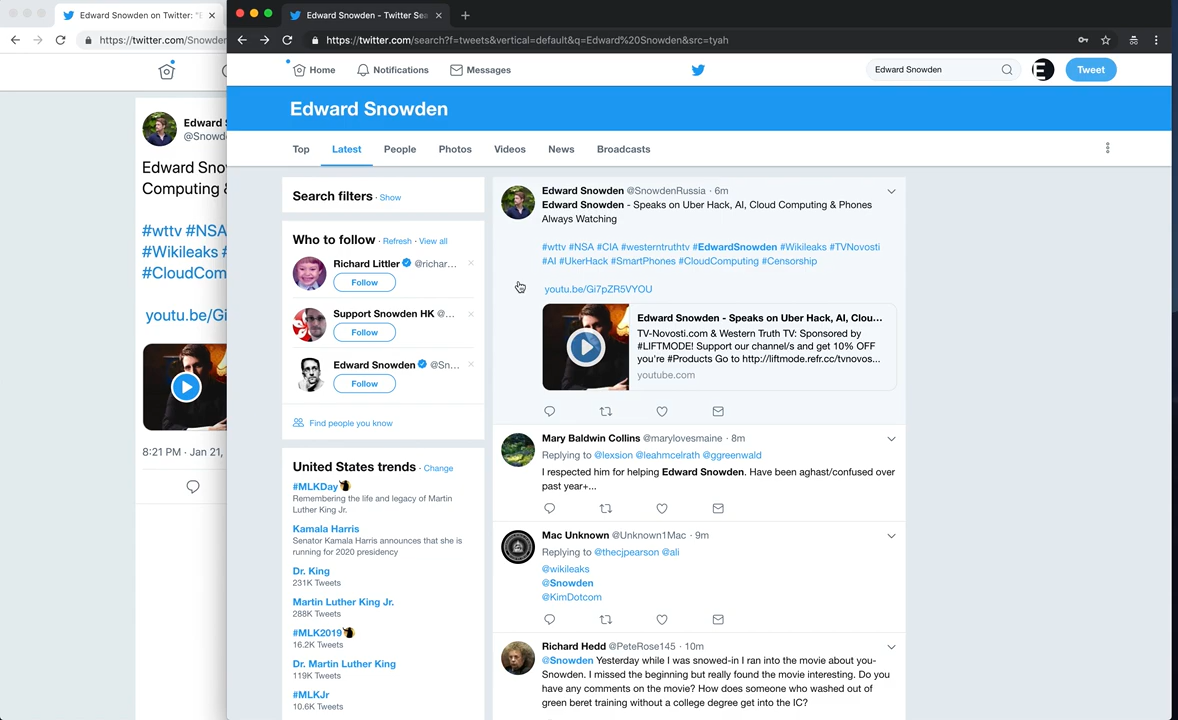 Edward Snowden on Twitter: "E
https://twitter.com/Snowden
Edward S
@Snowd
Edward Sno
Computing &
#wttv #NSA
#Wikileaks #
#CloudCom
youtu.be/Gi
8:21 PM · Jan 21,
Edward Snowden - Twitter Sea
https://twitter.com/search?f=tweets&vertical=default&q=Edward%20Snowden&src=tyah
Home
Notifications
Messages
Edward Snowden
Tweet
Edward Snowden
Top
Latest
People
Photos
Videos
News
Broadcasts
Search filters · Show
Who to follow · Refresh · View all
Richard Littler @richar...
Follow
Support Snowden HK @...
Follow
Edward Snowden @Sn...
Follow
Find people you know
United States trends · Change
#MLKDay
Remembering the life and legacy of Martin
Luther King Jr.
Kamala Harris
Senator Kamala Harris announces that she is
running for 2020 presidency
Dr. King
231K Tweets
Martin Luther King Jr.
288K Tweets
#MLK2019
16.2K Tweets
Dr. Martin Luther King
119K Tweets
#MLKJr
10.6K Tweets
Edward Snowden @SnowdenRussia · 6m
Edward Snowden - Speaks on Uber Hack, AI, Cloud Computing & Phones
Always Watching
#wttv #NSA #CIA #westerntruthtv #EdwardSnowden #Wikileaks #TVNovosti
#AI #UkerHack #SmartPhones #CloudComputing #Censorship
youtu.be/Gi7pZR5VYOU
Edward Snowden - Speaks on Uber Hack, AI, Clou...
TV-Novosti.com & Western Truth TV: Sponsored by
#LIFTMODE! Support our channel/s and get 10% OFF
you're #Products Go to http://liftmode.refr.cc/tvnovos...
youtube.com
Mary Baldwin Collins @marylovesmaine · 8m
Replying to @lexsion @leahmcelrath @ggreenwald
I respected him for helping Edward Snowden. Have been aghast/confused over
past year+...
Mac Unknown @Unknown1Mac · 9m
Replying to @thecjpearson @ali
@wikileaks
@Snowden
@KimDotcom
Richard Hedd @PeteRose145 · 10m
@Snowden Yesterday while I was snowed-in I ran into the movie about you-
Snowden. I missed the beginning but really found the movie interesting. Do you
have any comments on the movie? How does someone who washed out of
green beret training without a college degree get into the IC?